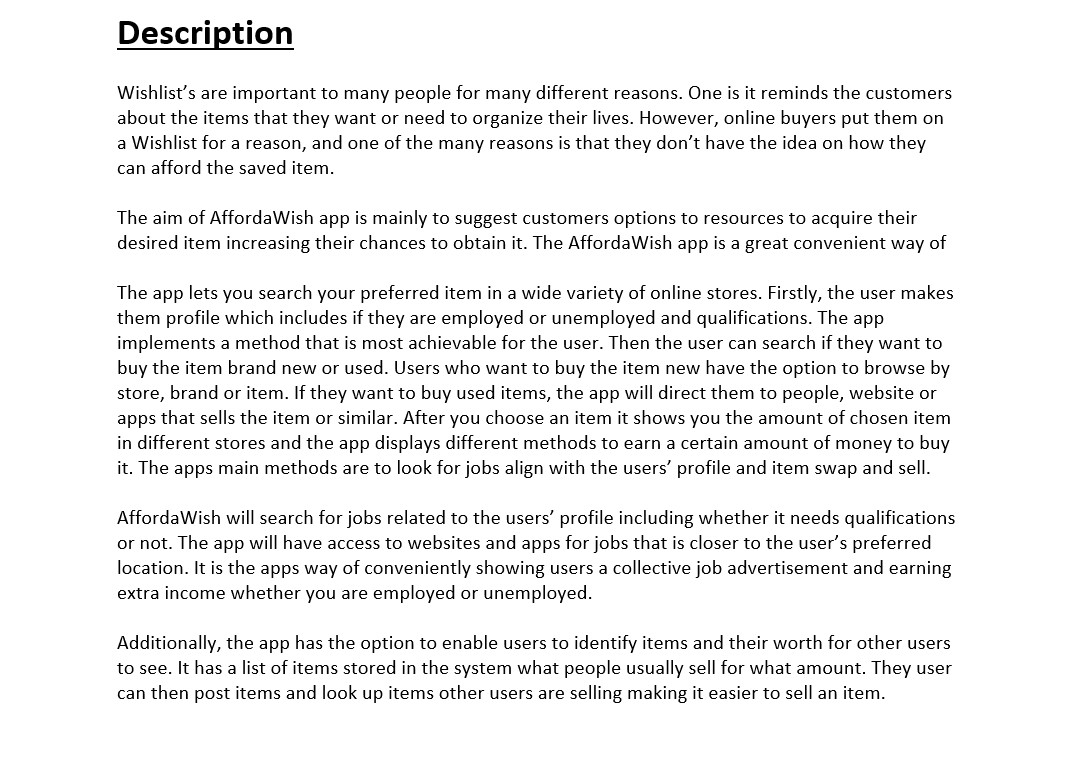 Description
Wishlist’s are important to many people for many different reasons. One is it reminds the customers
about the items that they want or need to organize their lives. However, online buyers put them on
a Wishlist for a reason, and one of the many reasons is that they don’t have the idea on how they
can afford the saved item.
The aim of AffordaWish app is mainly to suggest customers options to resources to acquire their
desired item increasing their chances to obtain it. The AffordaWish app is a great convenient way of
The app lets you search your preferred item in a wide variety of online stores. Firstly, the user makes
them profile which includes if they are employed or unemployed and qualifications. The app
implements a method that is most achievable for the user. Then the user can search if they want to
buy the item brand new or used. Users who want to buy the item new have the option to browse by
store, brand or item. If they want to buy used items, the app will direct them to people, website or
apps that sells the item or similar. After you choose an item it shows you the amount of chosen item
in different stores and the app displays different methods to earn a certain amount of money to buy
it. The apps main methods are to look for jobs align with the users’ profile and item swap and sell.
AffordaWish will search for jobs related to the users’ profile including whether it needs qualifications
or not. The app will have access to websites and apps for jobs that is closer to the user’s preferred
location. It is the apps way of conveniently showing users a collective job advertisement and earning
extra income whether you are employed or unemployed.
Additionally, the app has the option to enable users to identify items and their worth for other users
to see. It has a list of items stored in the system what people usually sell for what amount. They user
can then post items and look up items other users are selling making it easier to sell an item.